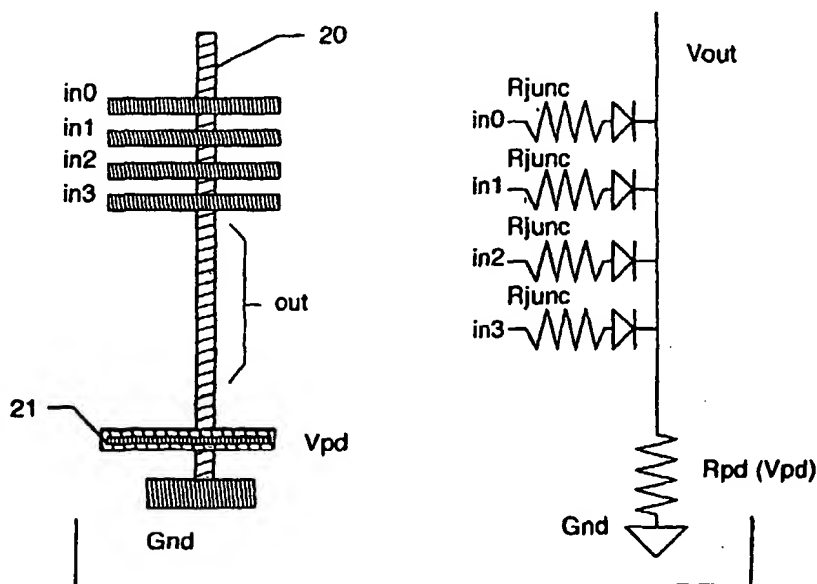 20
in0
in1
in2
in3
out
21
Vpd
Gnd
Vout
Rjunc
in0
Rjunc
in1
Rjunc
in2
Rjunc
in3
Rpd (Vpd)
Gnd